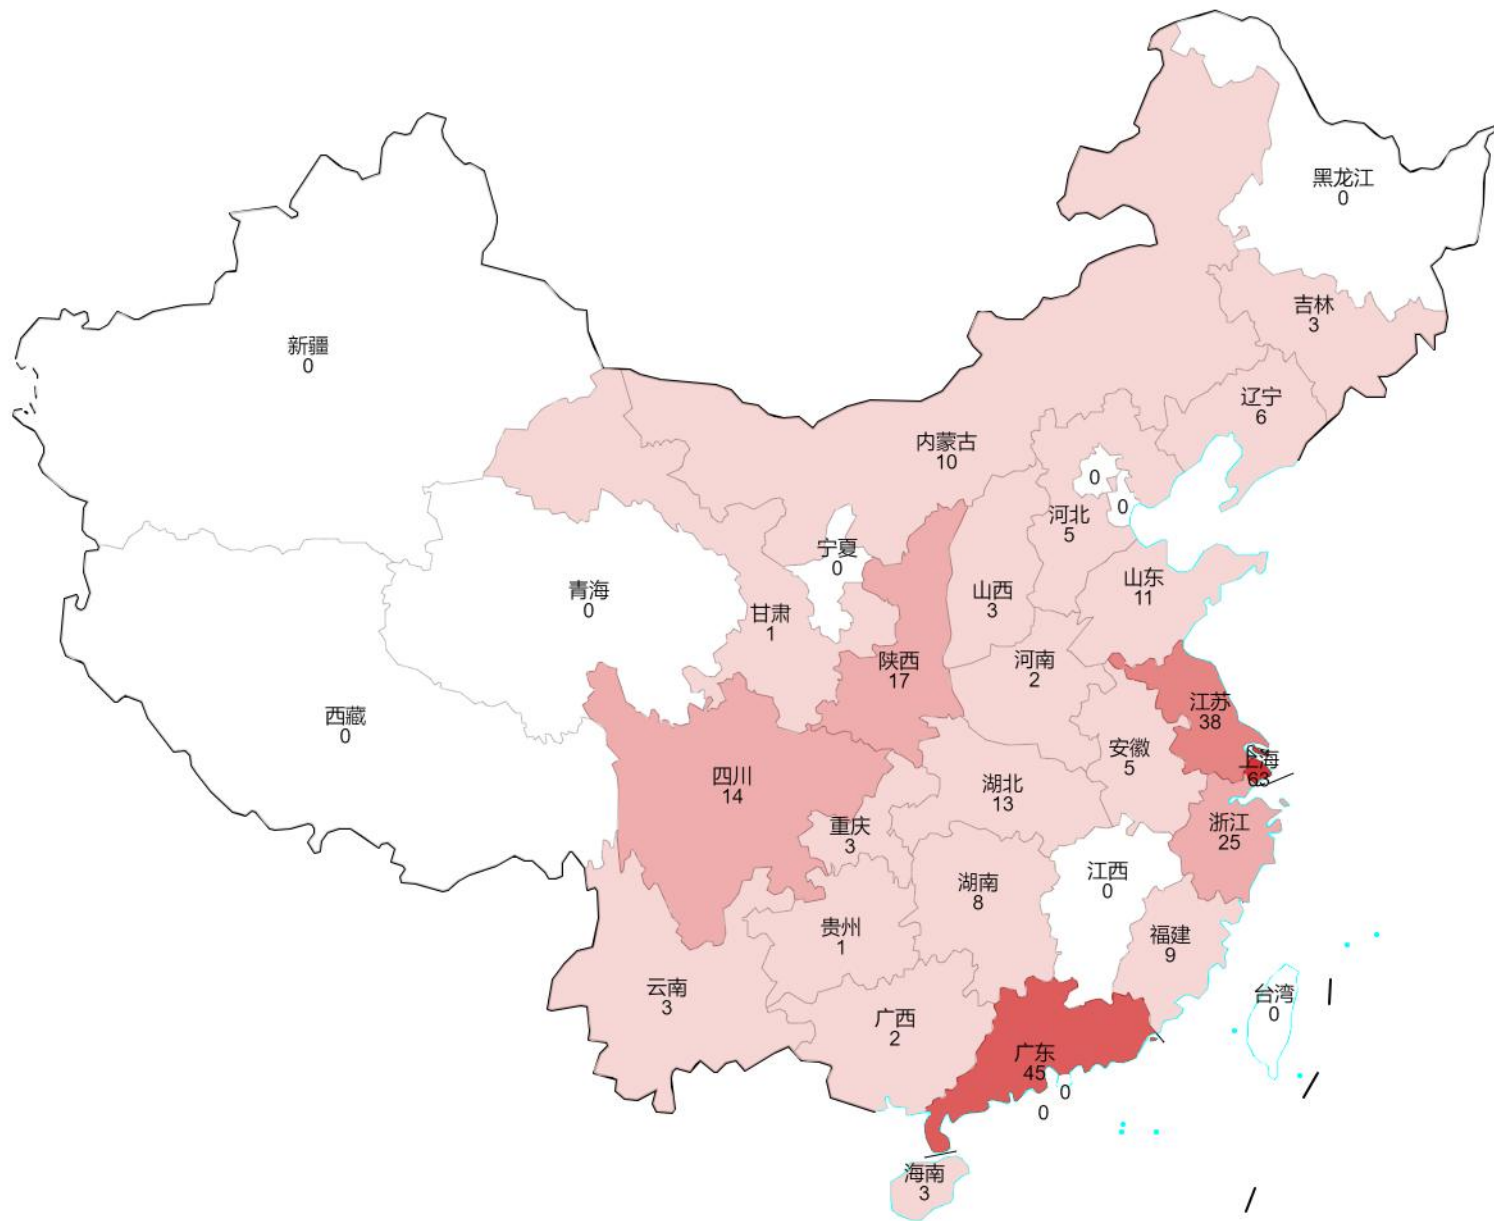 黑龙江
0
吉林
3
新疆
0
辽宁
6
内蒙古
10
0
0
河北
5
宁夏
0
山东
11
青海
0
山西
3
甘肃
1
陕西
17
河南
2
江苏
38
西藏
0
安徽
5
上海
63
四川
14
湖北
13
重庆
3
浙江
25
江西
0
湖南
8
贵州
1
福建
9
云南
3
台湾
0
广西
2
广东
45
0
0
海南
3